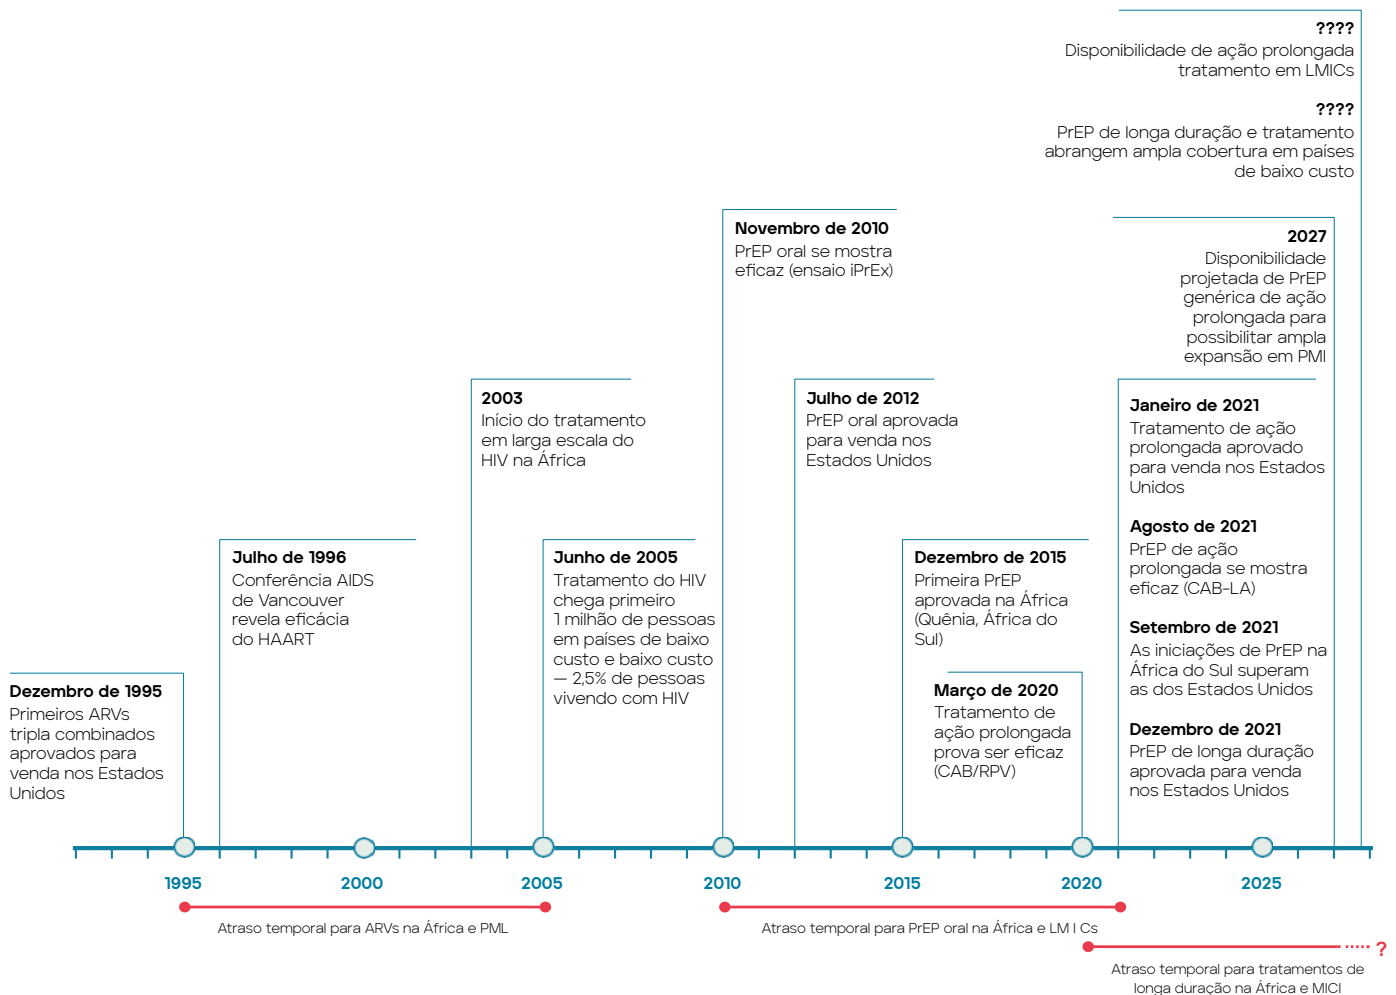 ????
Disponibilidade de ação prolongada
tratamento em LMICs
????
PrEP de longa duração e tratamento
abrangem ampla cobertura em países
de baixo custo
Novembro de 2010
PrEP oral se mostra
eficaz (ensaio iPrEx)
2027
Disponibilidade
projetada de PrEP
genérica de ação
prolongada para
possibilitar ampla
expansão em PMI
2003
Início do tratamento
em larga escala do
HIV na África
Julho de 2012
PrEP oral aprovada
para venda nos
Estados Unidos
Janeiro de 2021
Tratamento de ação
prolongada aprovado
para venda nos Estados
Unidos
Agosto de 2021
PrEP de ação
prolongada se mostra
eficaz (CAB-LA)
Setembro de 2021
As iniciações de PrEP na
África do Sul superam
as dos Estados Unidos
Dezembro de 2021
PrEP de longa duração
aprovada para venda
nos Estados Unidos
Julho de 1996
Conferência AIDS
de Vancouver
revela eficácia
do HAART
Junho de 2005
Tratamento do HIV
chega primeiro
1 milhão de pessoas
em países de baixo
custo e baixo custo
— 2,5% de pessoas
vivendo com HIV
Dezembro de 2015
Primeira PrEP
aprovada na África
(Quênia, África do
Sul)
Março de 2020
Tratamento de
ação prolongada
prova ser eficaz
(CAB/RPV)
Dezembro de 1995
Primeiros ARVs
tripla combinados
aprovados para
venda nos Estados
Unidos
1995
2000
2005
2010
2015
2020
2025
Atraso temporal para ARVs na África e PML
Atraso temporal para PrEP oral na África e LM I Cs
?
Atraso temporal para tratamentos de
longa duração na África e MICI